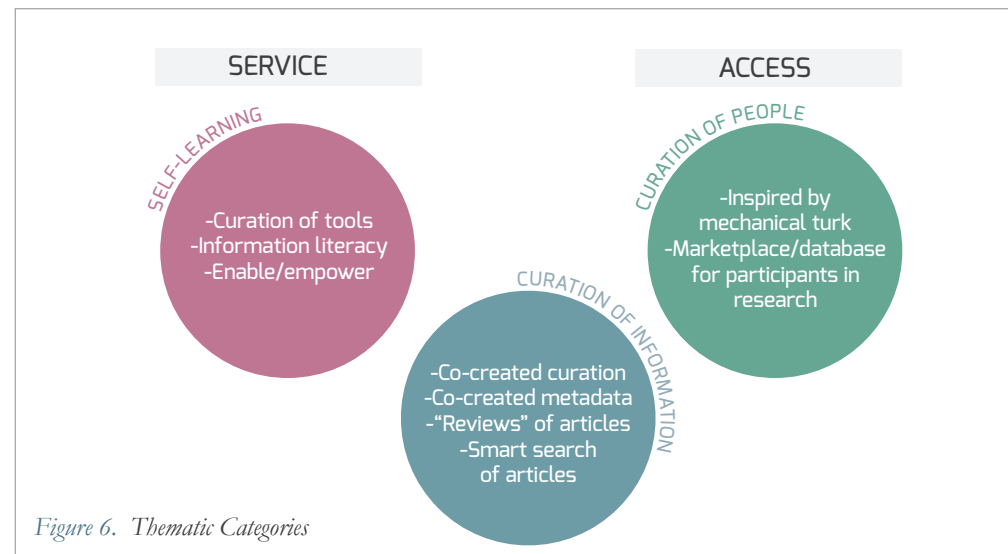 SERVICE
ACCESS
SELF-LEARNING
-Curation of tools
-Information literacy
-Enable/empower
CURATION OF PEOPLE
-Inspired by
mechanical turk
-Marketplace/database
for participants in
research
CURATION OF INFORMATION
-Co-created curation
-Co-created metadata
-“Reviews” of articles
-Smart search
of articles
Figure 6. Thematic Categories